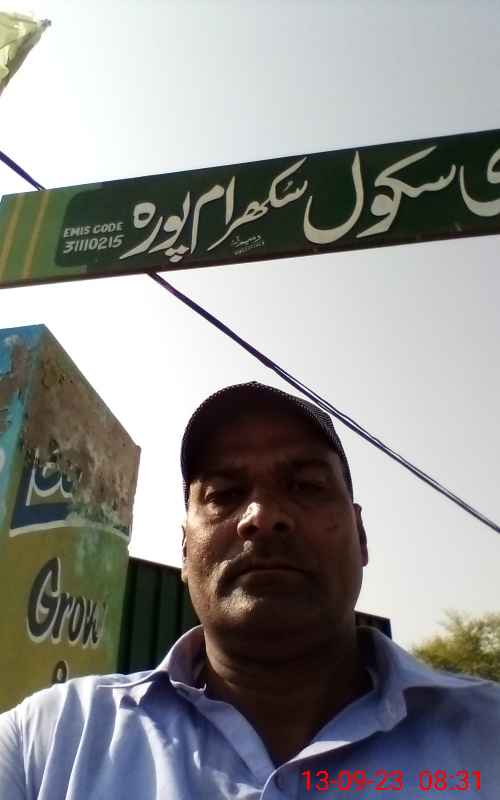 ی سکول سکھرام پورہ
EMIS CODE
31110215
Grow
&
13-09-23 08:31